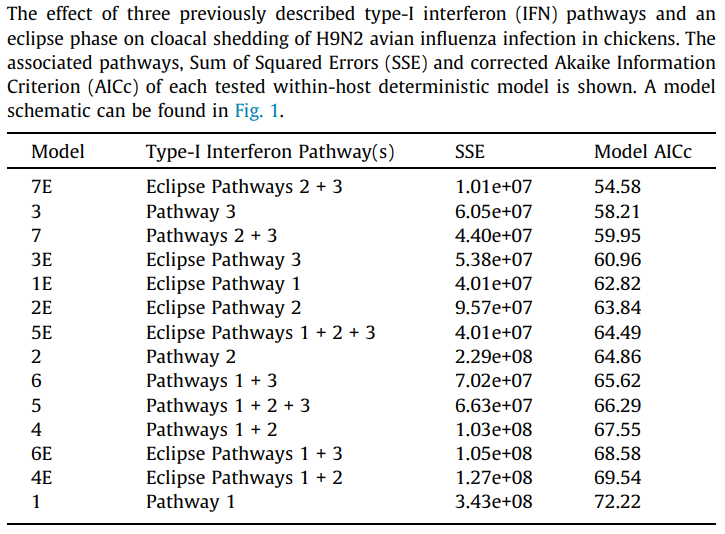 The effect of three previously described type-I interferon (IFN) pathways and an
eclipse phase on cloacal shedding of H9N2 avian influenza infection in chickens. The
associated pathways, Sum of Squared Errors (SSE) and corrected Akaike Information
Criterion (AICc) of each tested within-host deterministic model is shown. A model
schematic can be found in Fig. 1.
Model Type-I Interferon Pathway(s) SSE Model AICc
7E Eclipse Pathways 2 + 3 1.01e+07 54.58
3 Pathway 3 6.05e+07 58.21
7 Pathways 2 + 3 4.40e+07 59.95
3E Eclipse Pathway 3 5.38e+07 60.96
1E Eclipse Pathway 1 4.01e+07 62.82
2E Eclipse Pathway 2 9.57e+07 63.84
5E Eclipse Pathways 1 + 2 + 3 4.01e+07 64.49
2 Pathway 2 2.29e+08 64.86
6 Pathways 1 + 3 7.02e+07 65.62
5 Pathways 1 + 2 + 3 6.63e+07 66.29
4 Pathways 1 + 2 1.03e+08 67.55
6E Eclipse Pathways 1 + 3 1.05e+08 68.58
4E Eclipse Pathways 1 + 2 1.27e+08 69.54
1 Pathway 1 3.43e+08 72.22